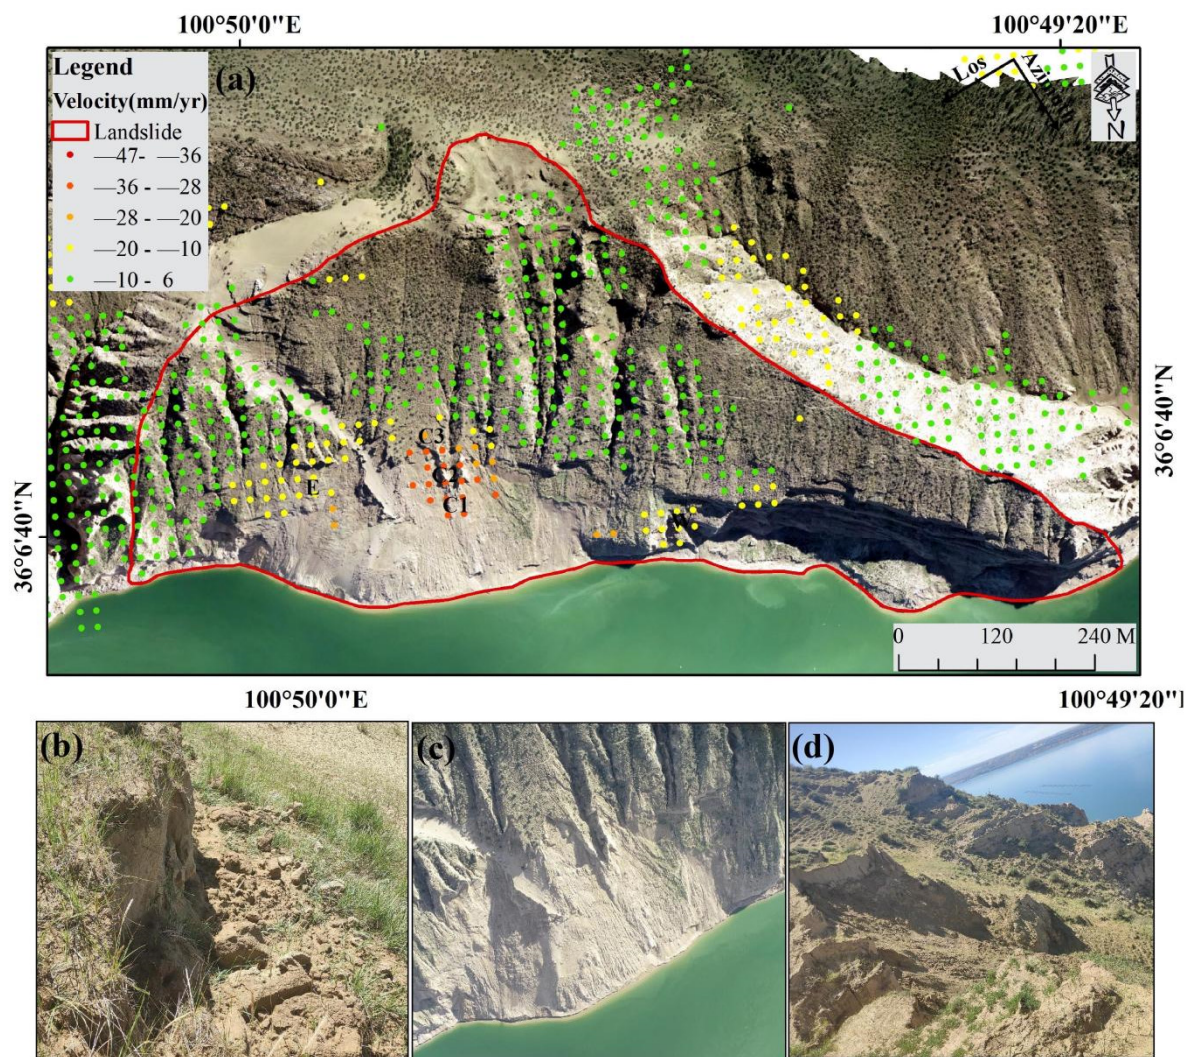 100°50'0"E
100°49'20"E
Legend
(a)
Velocity(mm/yr)
Landslide
—47- —36
—36 - —28
—28 - —20
—20 - —10
—10 - 6
Los
N
C3
E
C1
36°6'40"N
36°6'40"N
0 120 240 M
100°50'0"E
100°49'20"
(b)
(c)
(d)